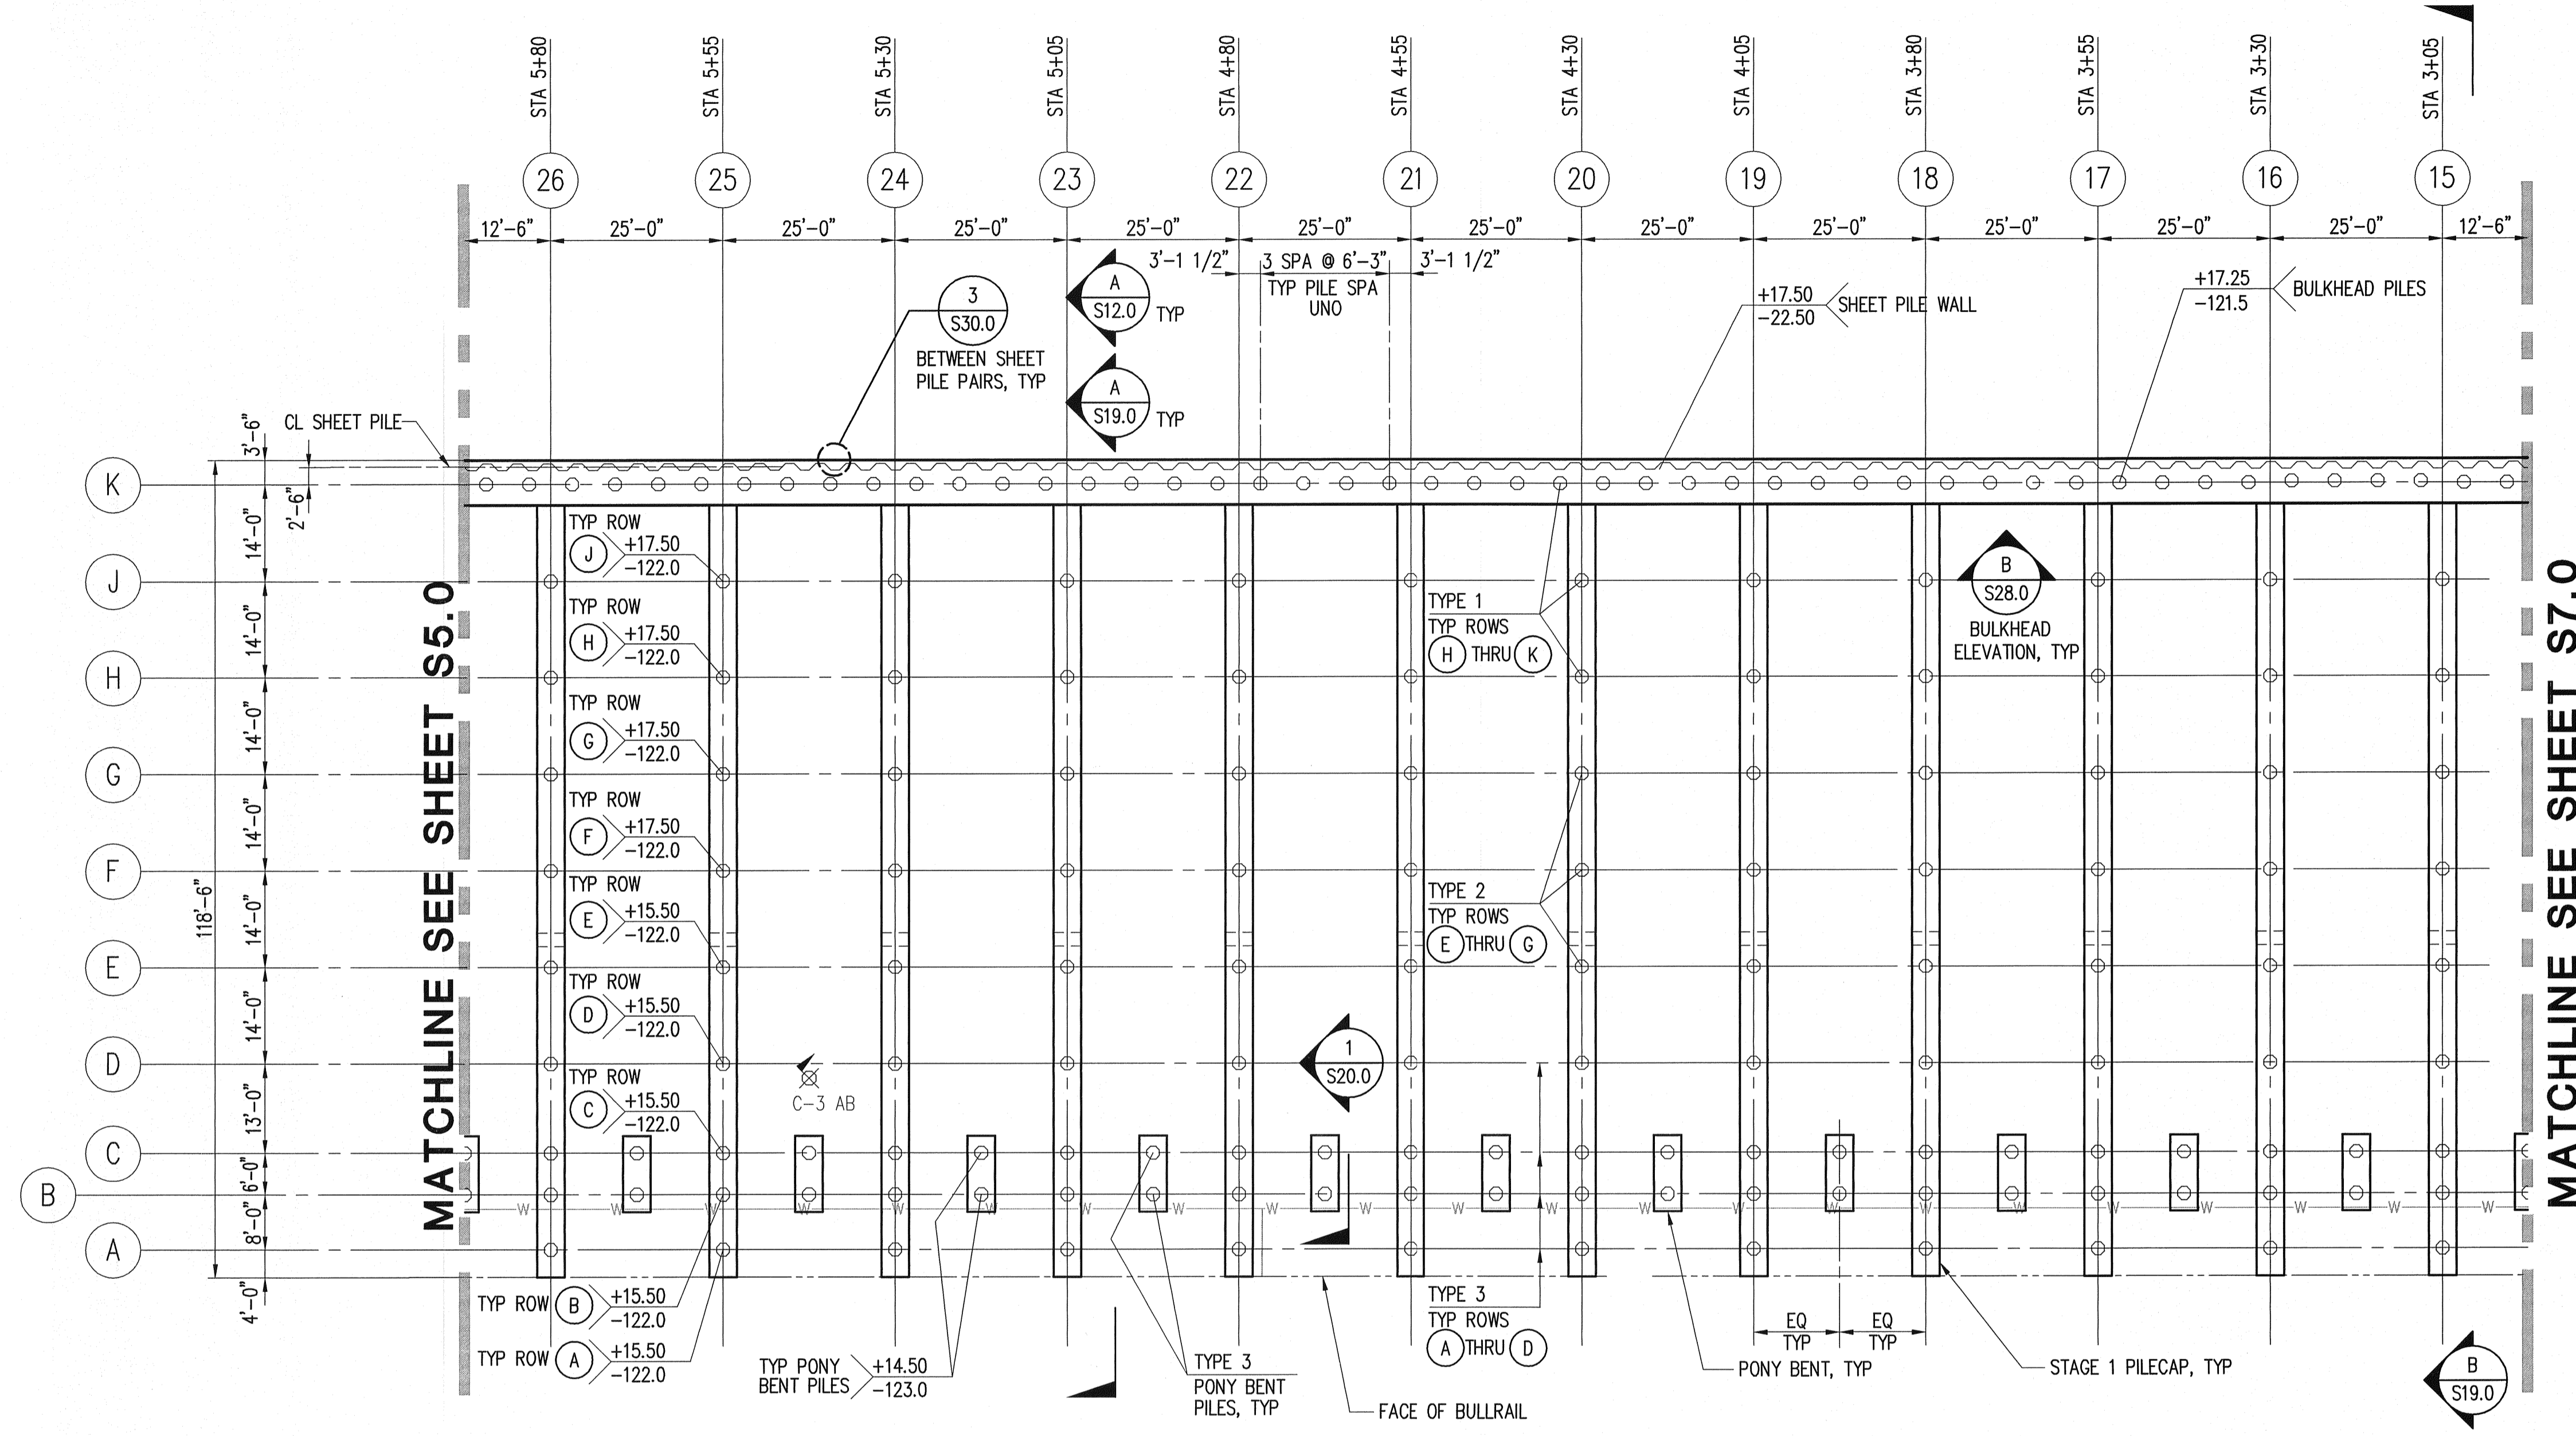 STA 5+80
STA 5+55
STA 5+30
STA 5+05
STA 4+80
STA 4+55
STA 4+30
STA 4+05
STA 3+80
STA 3+55
STA 3+30
STA 3+05
26
25
24
23
22
21
20
19
18
17
16
15
12'-6"
25'-0"
25'-0"
25'-0"
25'-0"
25'-0"
25'-0"
25'-0"
25'-0"
25'-0"
25'-0"
25'-0"
12'-6"
3'-1 1/2"
3 SPA @ 6'-3"
TYP PILE SPA
UNO
3'-1 1/2"
3
S30.0
BETWEEN SHEET
PILE PAIRS, TYP
A
S12.0
TYP
A
S19.0
TYP
+17.50
-22.50
SHEET PILE WALL
+17.25
-121.5
BULKHEAD PILES
CL SHEET PILE
3'-6"
2'-6"
14'-0"
14'-0"
14'-0"
14'-0"
14'-0"
14'-0"
13'-0"
6'-0"
8'-0"
4'-0"
118'-6"
K
J
H
G
F
E
D
C
B
A
MATCHLINE SEE SHEET S5.0
TYP ROW
J
+17.50
-122.0
TYP ROW
H
+17.50
-122.0
TYP ROW
G
+17.50
-122.0
TYP ROW
F
+17.50
-122.0
TYP ROW
E
+15.50
-122.0
TYP ROW
D
+15.50
-122.0
TYP ROW
C
+15.50
-122.0
TYP ROW B
+15.50
-122.0
TYP ROW A
+15.50
-122.0
C-3 AB
TYPE 1
TYP ROWS
H THRU K
TYPE 2
TYP ROWS
E THRU G
B
S28.0
BULKHEAD
ELEVATION, TYP
1
S20.0
W W W W W W W W W W W W W W W W W W W W W W
TYP PONY
BENT PILES
+14.50
-123.0
TYPE 3
PONY BENT
PILES, TYP
TYPE 3
TYP ROWS
A THRU D
FACE OF BULLRAIL
EQ
TYP
EQ
TYP
PONY BENT, TYP
STAGE 1 PILECAP, TYP
B
S19.0
MATCHLINE SEE SHEET S7.0